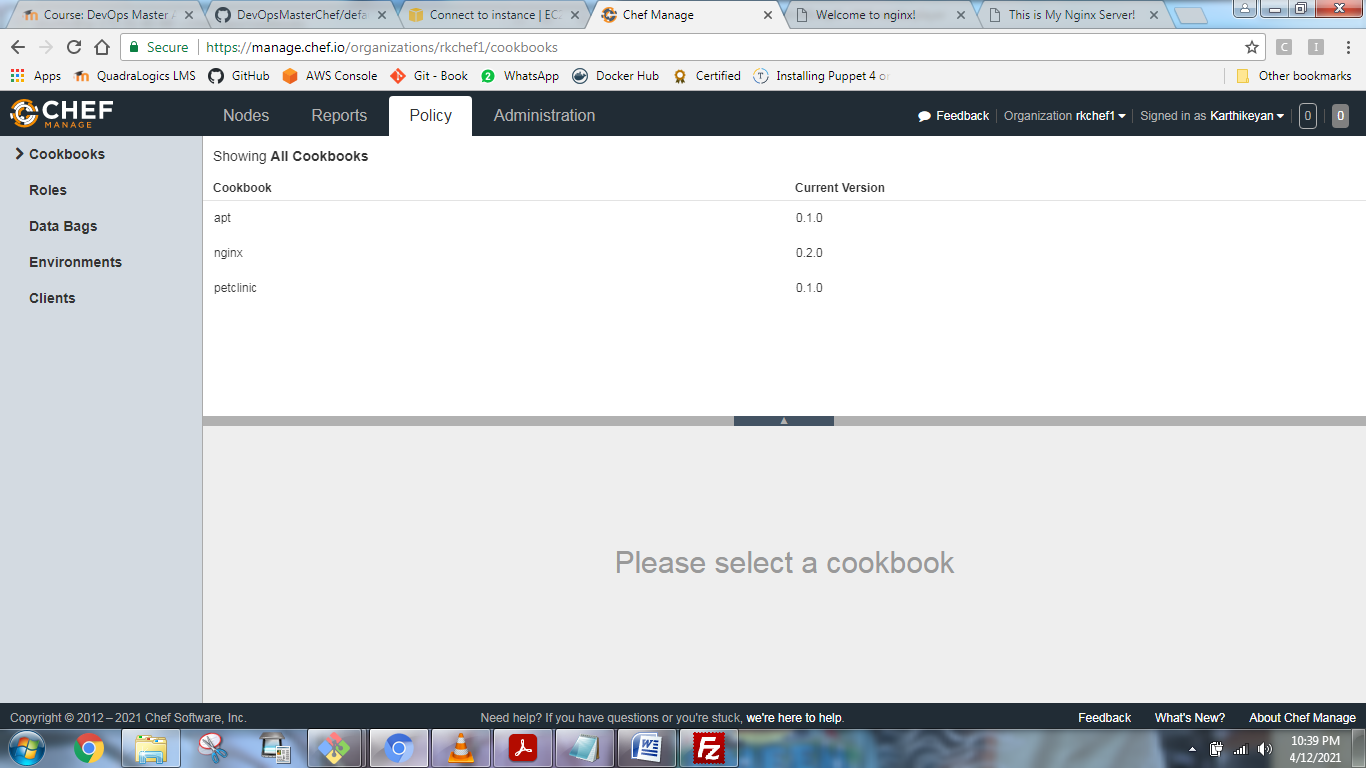 Course: DevOps Master A
DevOpsMasterChef/defau
Connect to instance | EC2
Chef Manage
Welcome to nginx!
This is My Nginx Server!
Secure https://manage.chef.io/organizations/rkchef1/cookbooks
Apps QuadraLogics LMS GitHub AWS Console Git - Book 2 WhatsApp Docker Hub Certified Installing Puppet 4 o Other bookmarks
CHEF
MANAGE
Nodes Reports Policy Administration
Feedback Organization rkchef1 Signed in as Karthikeyan 0 0
Cookbooks
Roles
Data Bags
Environments
Clients
Showing All Cookbooks
Cookbook Current Version
apt 0.1.0
nginx 0.2.0
petclinic 0.1.0
Please select a cookbook
Copyright © 2012 – 2021 Chef Software, Inc. Need help? If you have questions or you're stuck, we're here to help. Feedback What's New? About Chef Manage
10:39 PM
4/12/2021